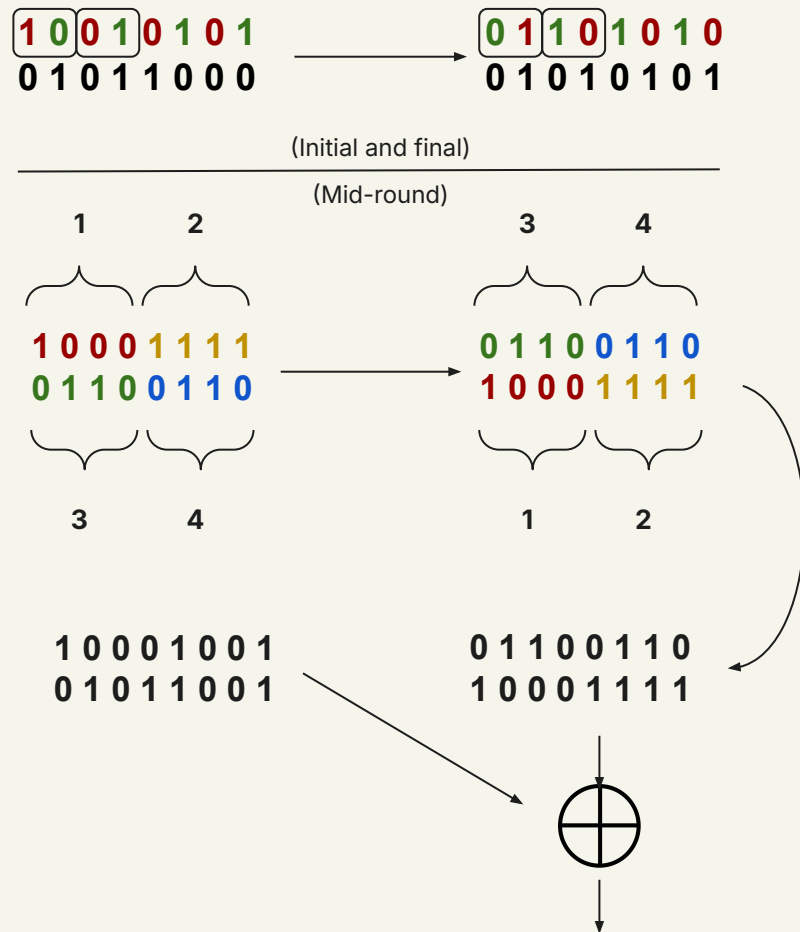 1 0 0 1 0 1 0 1 0 1 1 0 1 0 1 0
0 1 0 1 1 0 0 0 0 1 0 1 0 1 0 1
(Initial and final)
(Mid-round)
1 2 3 4
1 0 0 0 1 1 1 1 0 1 1 0 0 1 1 0
0 1 1 0 0 1 1 0 1 0 0 0 1 1 1 1
3 4 1 2
1 0 0 0 1 0 0 1 0 1 1 0 0 1 1 0
0 1 0 1 1 0 0 1 1 0 0 0 1 1 1 1